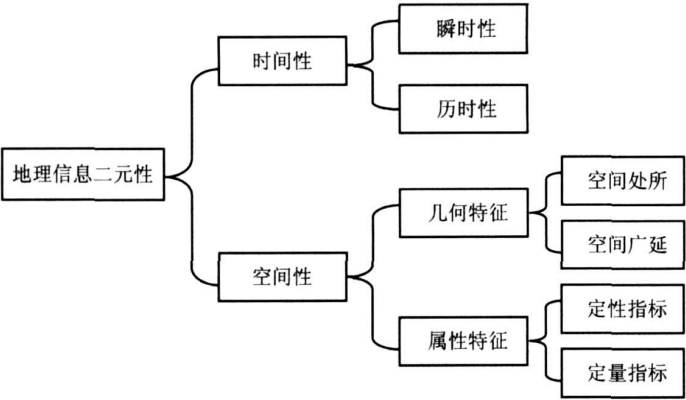 地理信息二元性
时间性
瞬时性
历时性
空间性
几何特征
空间处所
空间广延
属性特征
定性指标
定量指标